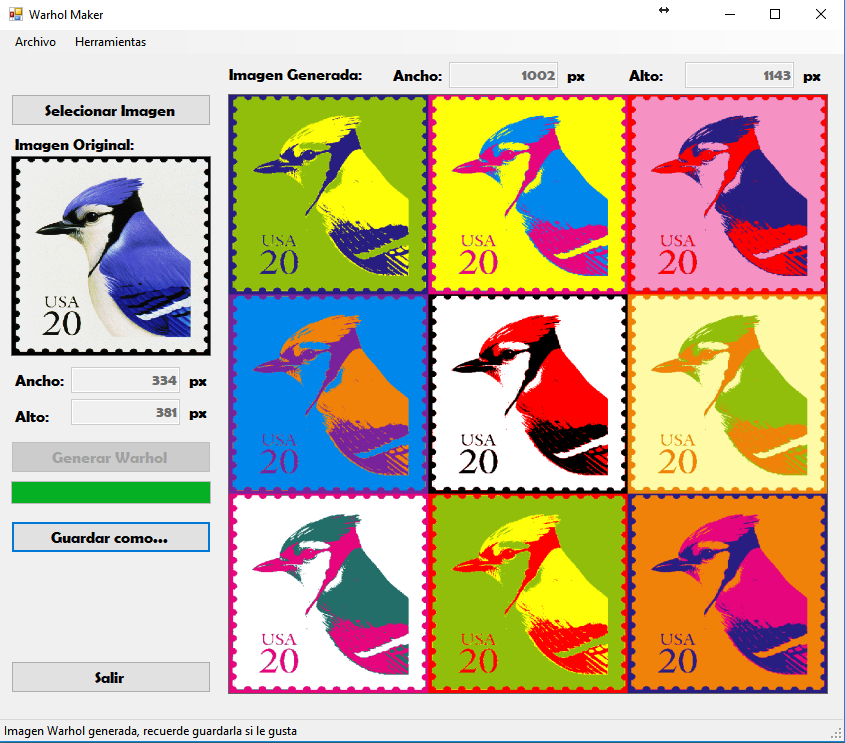 Warhol Maker
Archivo Herramientas
Imagen Generada: Ancho: 1002 px Alto: 1143 px
Selecionar Imagen
Imagen Original:
USA
20
Ancho: 334 px
Alto: 381 px
Generar Warhol
Guardar como...
Salir
USA USA USA
20 20 20
USA USA USA
20 20 20
USA USA USA
20 20 20
Imagen Warhol generada, recuerde guardarla si le gusta